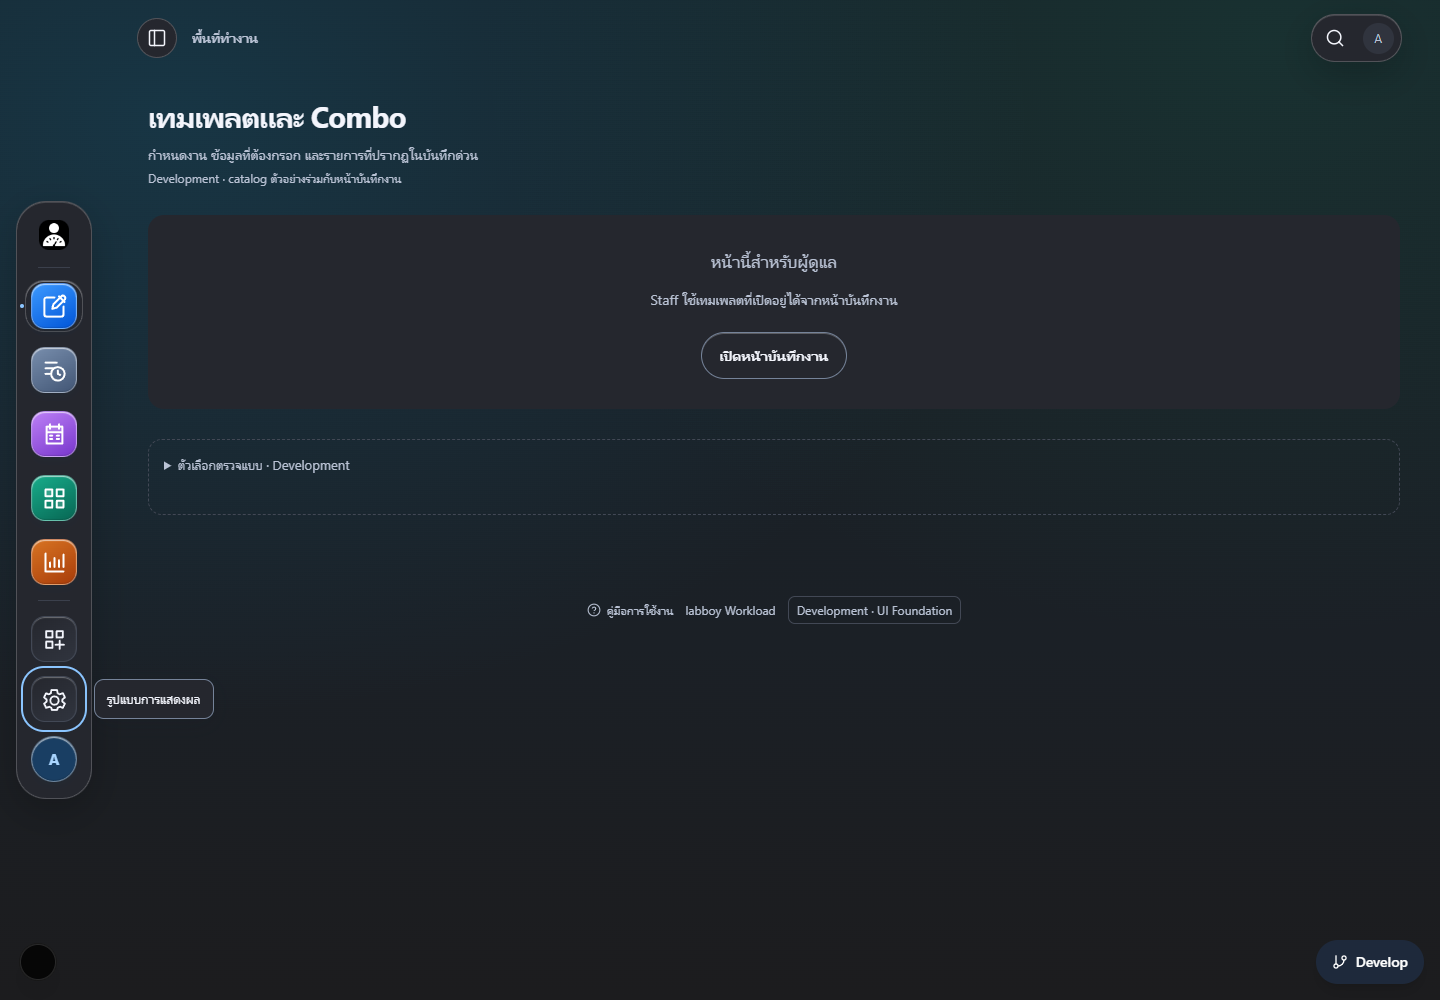 พื้นที่ทำงาน
A
เทมเพลตและ Combo
กำหนดงาน ข้อมูลที่ต้องกรอก และรายการที่ปรากฏในบันทึกด่วน
Development · catalog ตัวอย่างร่วมกับหน้าบันทึกงาน
หน้านี้สำหรับผู้ดูแล
Staff ใช้เทมเพลตที่เปิดอยู่ได้จากหน้าบันทึกงาน
เปิดหน้าบันทึกงาน
ตัวเลือกตรวจแบบ · Development
คู่มือการใช้งาน labboy Workload Development · UI Foundation
รูปแบบการแสดงผล
A
Develop